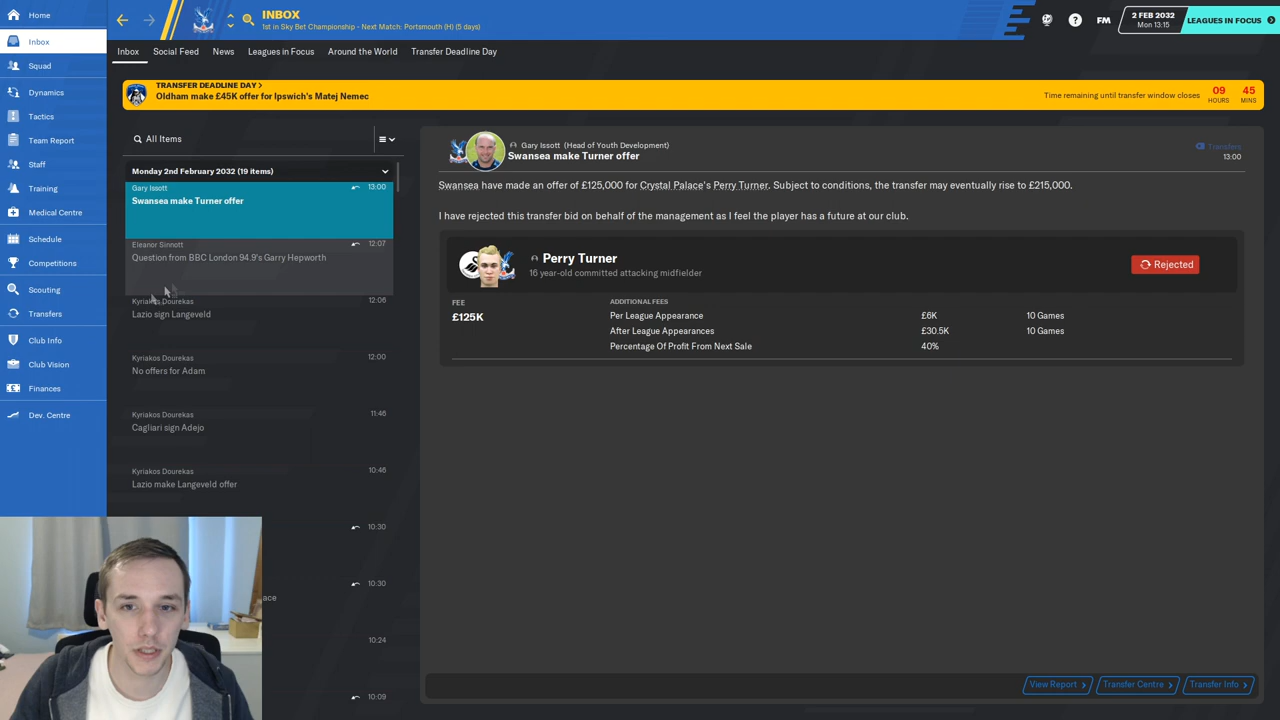 Home
Inbox
Squad
Dynamics
Tactics
Team Report
Staff
Training
Medical Centre
Schedule
Competitions
Scouting
Transfers
Club Info
Club Vision
Finances
Dev. Centre
INBOX
1st in Sky Bet Championship - Next Match: Portsmouth (H) (5 days)
?
FM
2 FEB 2032
Mon 13:15
LEAGUES IN FOCUS
Inbox
Social Feed
News
Leagues in Focus
Around the World
Transfer Deadline Day
TRANSFER DEADLINE DAY >
Oldham make £45K offer for Ipswich's Matej Nemec
Time remaining until transfer window closes
09 HOURS
45 MINS
All Items
Monday 2nd February 2032 (19 items)
Gary Issott 13:00
Swansea make Turner offer
Eleanor Sinnott 12:07
Question from BBC London 94.9's Garry Hepworth
Kyriakos Dourekas 12:06
Lazio sign Langeveld
Kyriakos Dourekas 12:00
No offers for Adam
Kyriakos Dourekas 11:46
Cagliari sign Adejo
Kyriakos Dourekas 10:46
Lazio make Langeveld offer
10:30
10:30
ace
10:24
10:09
Gary Issott (Head of Youth Development)
Swansea make Turner offer
Transfers
13:00
Swansea have made an offer of £125,000 for Crystal Palace's Perry Turner. Subject to conditions, the transfer may eventually rise to £215,000.
I have rejected this transfer bid on behalf of the management as I feel the player has a future at our club.
Perry Turner
16 year-old committed attacking midfielder
Rejected
FEE
£125K
ADDITIONAL FEES
Per League Appearance £6K 10 Games
After League Appearances £30.5K 10 Games
Percentage Of Profit From Next Sale 40%
View Report >
Transfer Centre >
Transfer Info >